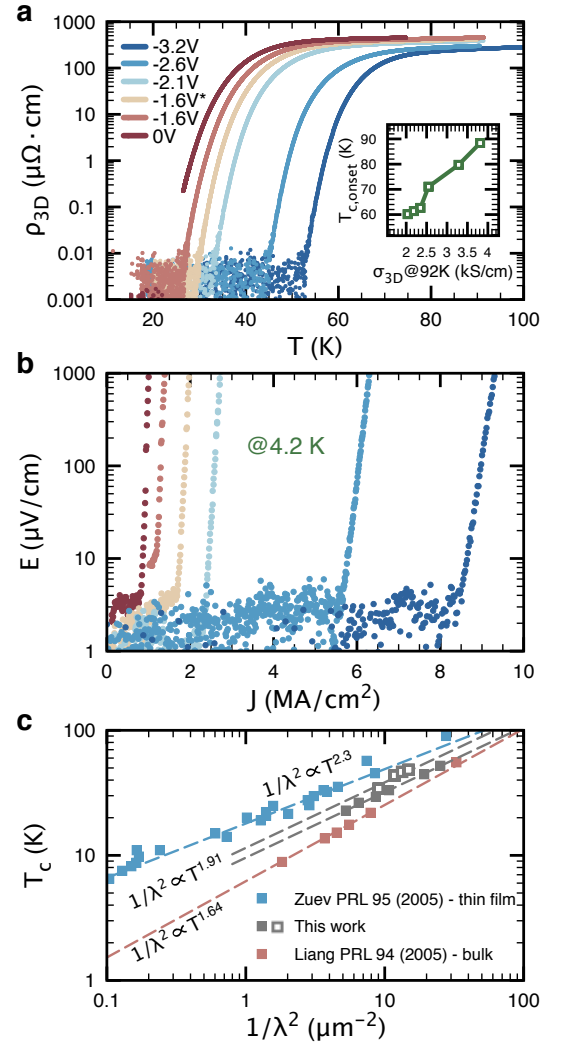 a
1000
100
10
1
0.1
0.01
0.001
ρ3D (μΩ · cm)
-3.2V
-2.6V
-2.1V
-1.6V*
-1.6V
0V
Tc,onset (K)
90
80
70
60
2 2.5 3 3.5 4
σ3D@92K (kS/cm)
20 40 60 80 100
T (K)
b
1000
100
10
1
E (μV/cm)
@4.2 K
0 2 4 6 8 10
J (MA/cm²)
c
100
10
1
Tc (K)
1/λ² ∝ T^2.3
1/λ² ∝ T^1.91
1/λ² ∝ T^1.64
Zuev PRL 95 (2005) - thin film
This work
Liang PRL 94 (2005) - bulk
0.1 1 10 100
1/λ² (μm⁻²)